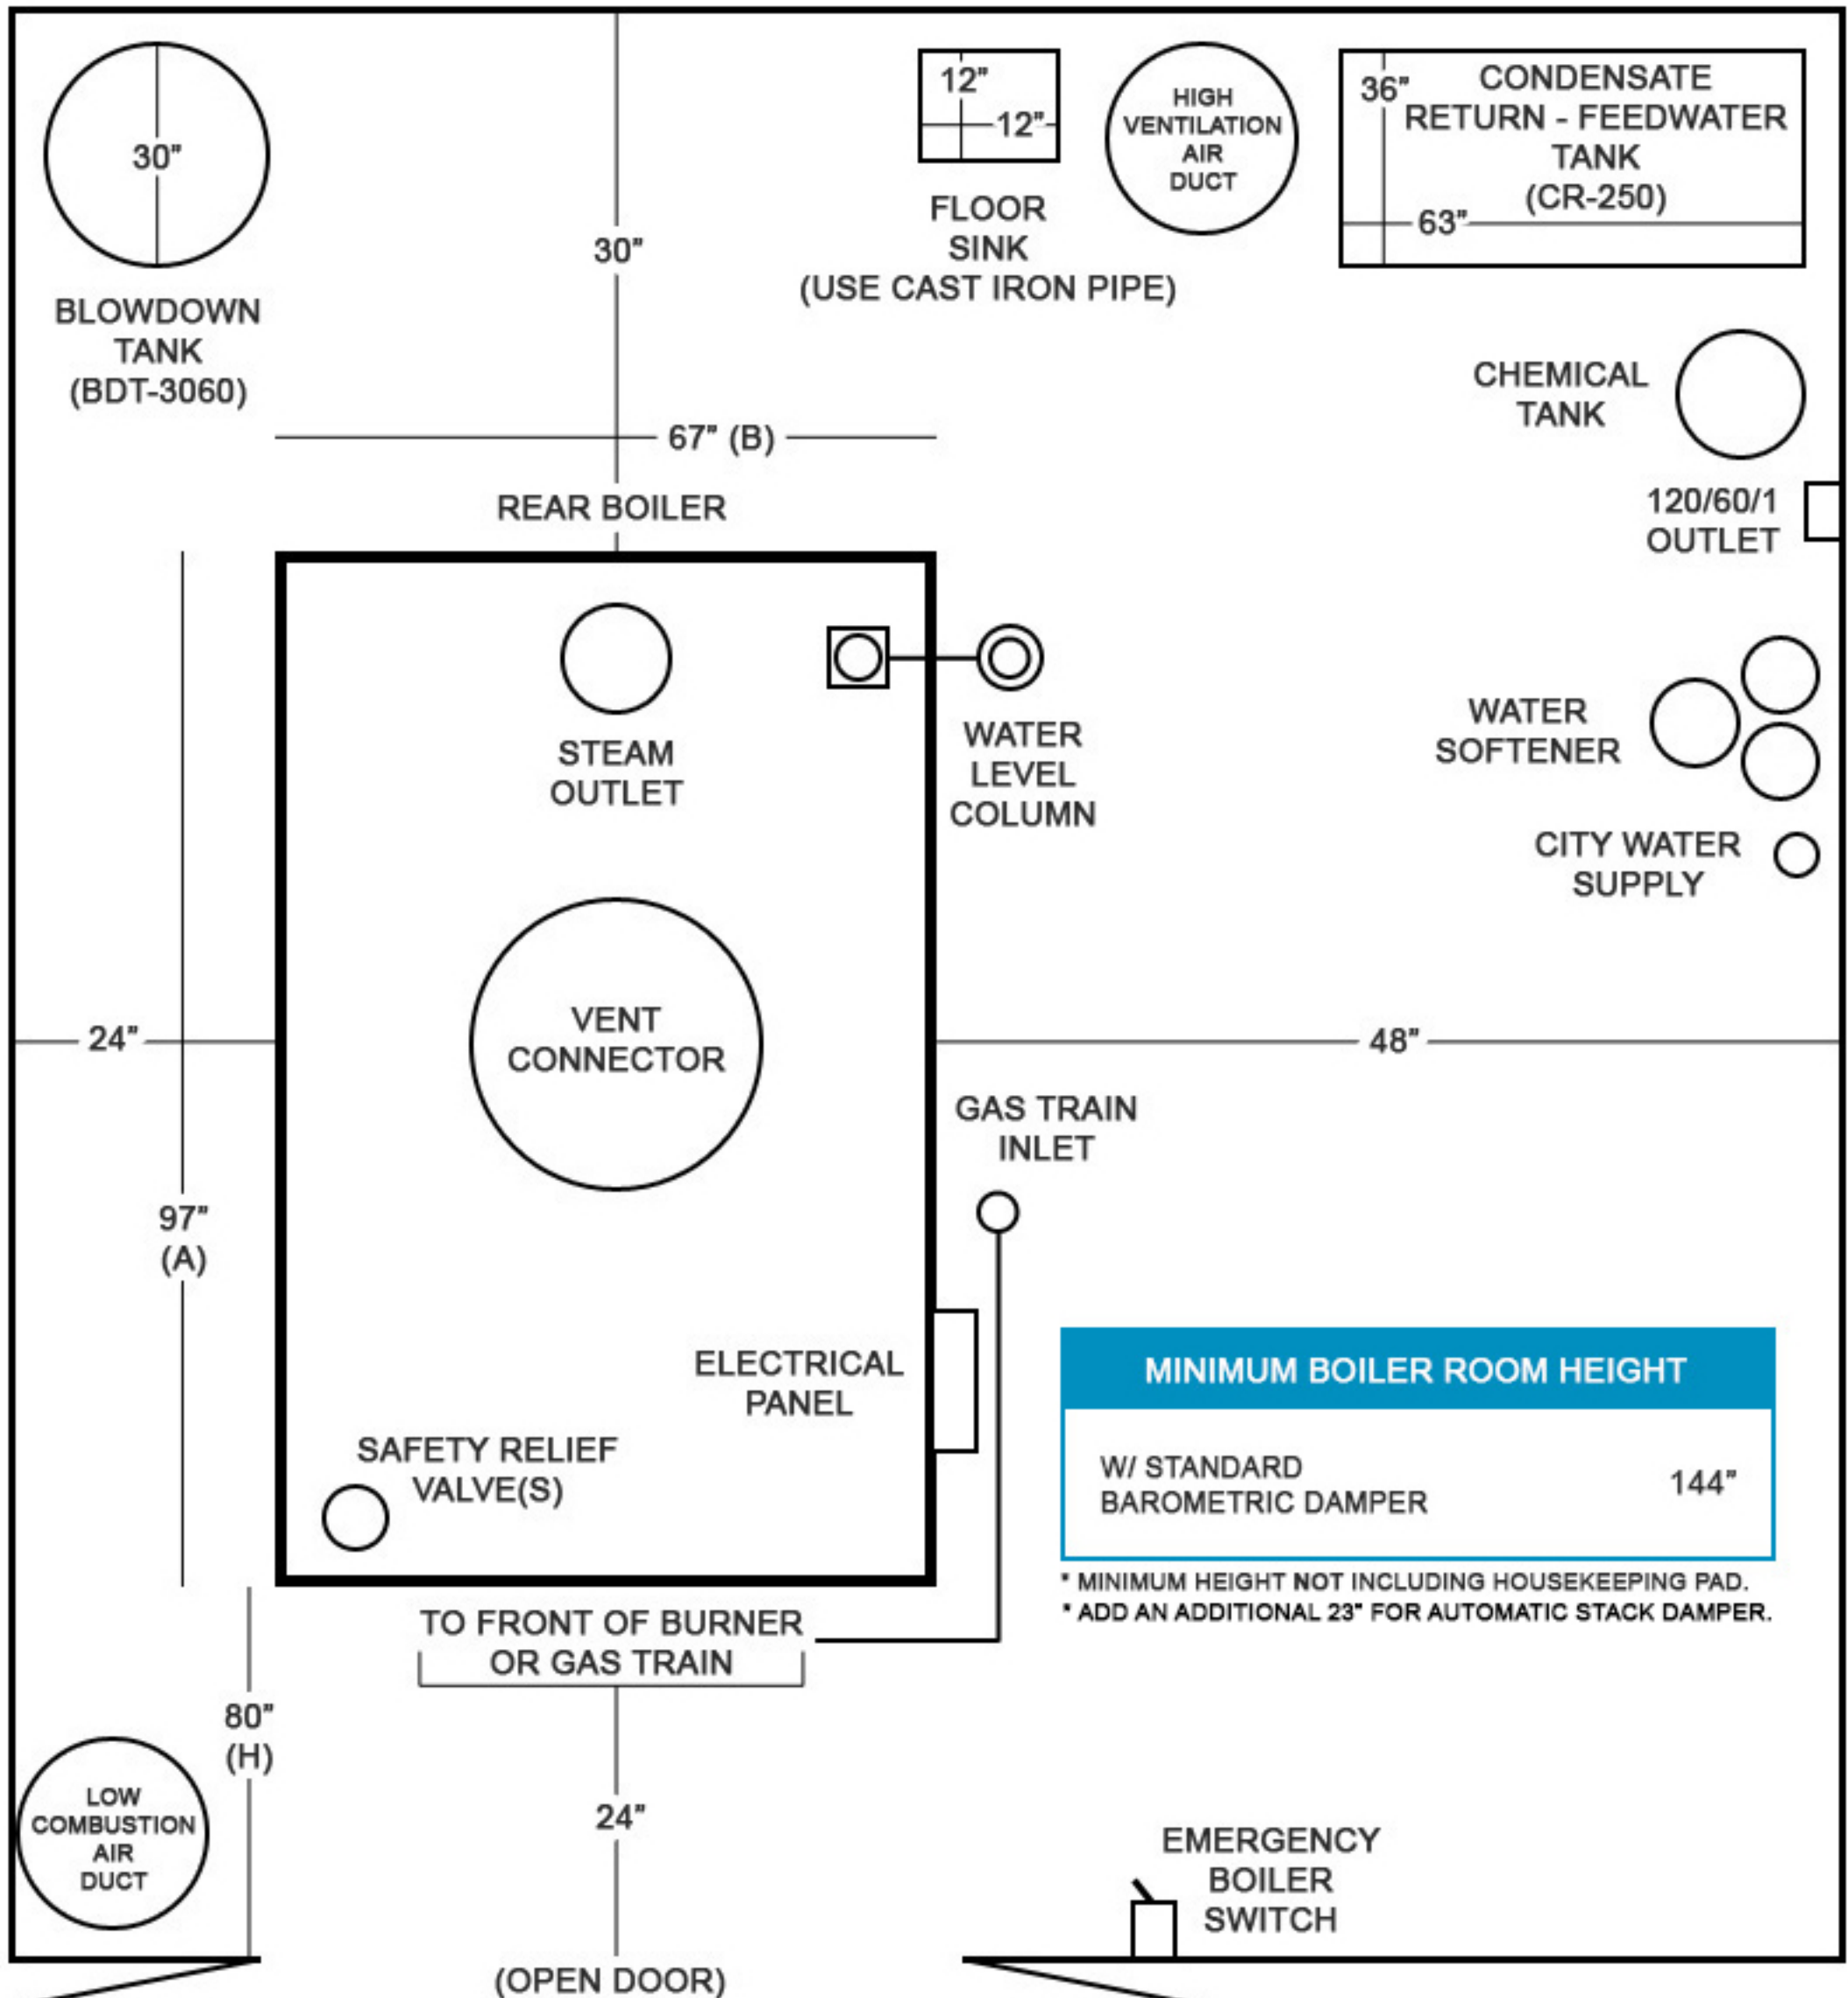 30”
BLOWDOWN
TANK
(BDT-3060)
30”
12”
12”
FLOOR
SINK
(USE CAST IRON PIPE)
HIGH
VENTILATION
AIR
DUCT
36”
CONDENSATE
RETURN - FEEDWATER
TANK
(CR-250)
63”
CHEMICAL
TANK
120/60/1
OUTLET
67” (B)
REAR BOILER
STEAM
OUTLET
WATER
LEVEL
COLUMN
WATER
SOFTENER
CITY WATER
SUPPLY
24”
VENT
CONNECTOR
48”
97”
(A)
GAS TRAIN
INLET
ELECTRICAL
PANEL
SAFETY RELIEF
VALVE(S)
MINIMUM BOILER ROOM HEIGHT
W/ STANDARD
BAROMETRIC DAMPER
144”
* MINIMUM HEIGHT NOT INCLUDING HOUSEKEEPING PAD.
* ADD AN ADDITIONAL 23" FOR AUTOMATIC STACK DAMPER.
TO FRONT OF BURNER
OR GAS TRAIN
80”
(H)
LOW
COMBUSTION
AIR
DUCT
24”
(OPEN DOOR)
EMERGENCY
BOILER
SWITCH